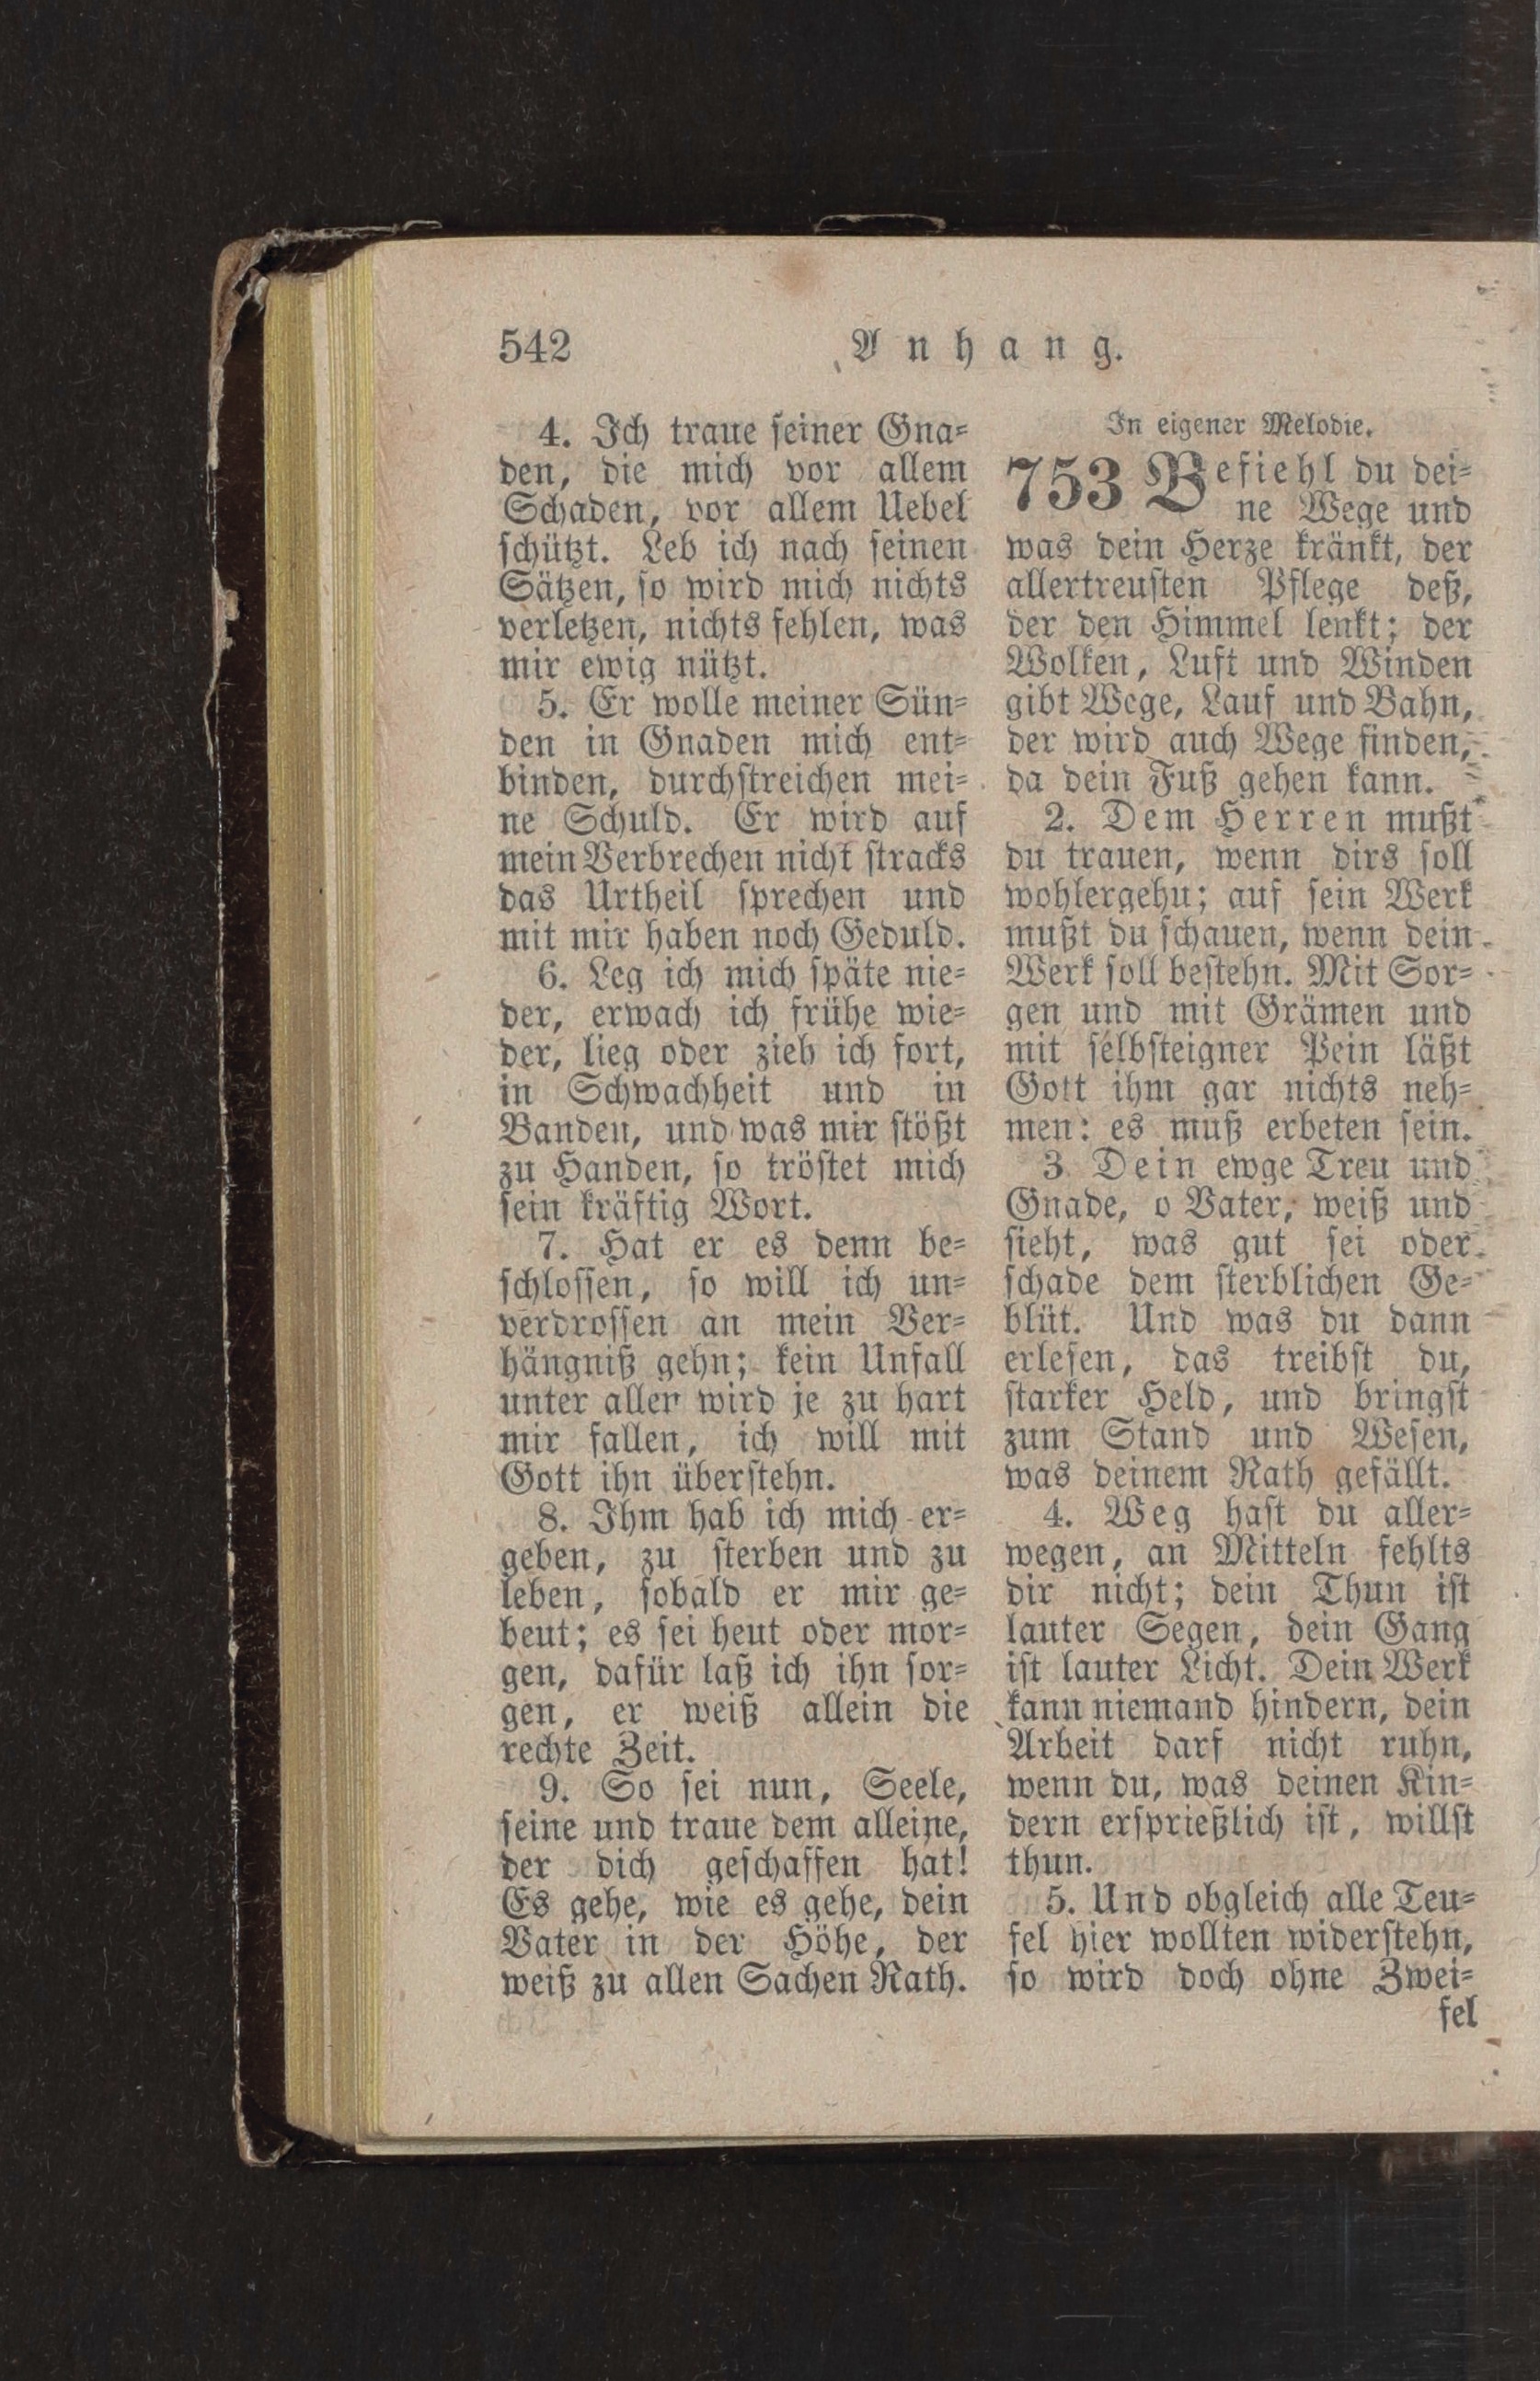 542
Anhang.
4. Ich traue seiner Gna-
den, die mich vor allem
Schaden, vor allem Uebel
schützt. Leb ich nach seinen
Sätzen, so wird mich nichts
verletzen, nichts fehlen, was
mir ewig nützt.
5. Er wolle meiner Sün-
den in Gnaden mich ent-
binden, durchstreichen mei-
ne Schuld. Er wird auf
mein Verbrechen nicht stracks
das Urtheil sprechen und
mit mir haben noch Geduld.
6. Leg ich mich späte nie-
der, erwach ich frühe wie-
der, lieg oder zieh ich fort,
in Schwachheit und in
Banden, und was mir stößt
zu Handen, so tröstet mich
sein kräftig Wort.
7. Hat er es denn be-
schlossen, so will ich un-
verdrossen an mein Ver-
hängniß gehn; kein Unfall
unter allen wird je zu hart
mir fallen, ich will mit
Gott ihn überstehn.
8. Ihm hab ich mich er-
geben, zu sterben und zu
leben, sobald er mir ge-
beut; es sei heut oder mor-
gen, dafür laß ich ihn sor-
gen, er weiß allein die
rechte Zeit.
9. So sei nun, Seele,
seine und traue dem alleine,
der dich geschaffen hat!
Es gehe, wie es gehe, dein
Vater in der Höhe, der
weiß zu allen Sachen Rath.
In eigener Melodie.
753 Befiehl du dei-
ne Wege und
was dein Herze kränkt, der
allertreusten Pflege deß,
der den Himmel lenkt; der
Wolken, Luft und Winden
gibt Wege, Lauf und Bahn,
der wird auch Wege finden,
da dein Fuß gehen kann.
2. Dem Herren mußt
du trauen, wenn dirs soll
wohlergehn; auf sein Werk
mußt du schauen, wenn dein
Werk soll bestehn. Mit Sor-
gen und mit Grämen und
mit selbsteigner Pein läßt
Gott ihm gar nichts neh-
men: es muß erbeten sein.
3 Dein ewge Treu und
Gnade, o Vater, weiß und
sieht, was gut sei oder
schade dem sterblichen Ge-
blüt. Und was du dann
erlesen, das treibst du,
starker Held, und bringst
zum Stand und Wesen,
was deinem Rath gefällt.
4. Weg hast du aller-
wegen, an Mitteln fehlts
dir nicht; dein Thun ist
lauter Segen, dein Gang
ist lauter Licht. Dein Werk
kann niemand hindern, dein
Arbeit darf nicht ruhn,
wenn du, was deinen Kin-
dern ersprießlich ist, willst
thun.
5. Und obgleich alle Teu-
fel hier wollten widerstehn,
so wird doch ohne Zwei-
fel